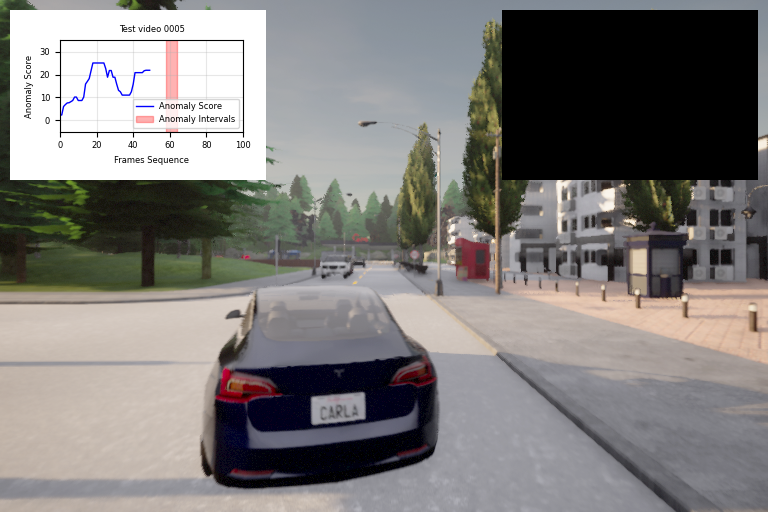 Test video 0005
Anomaly Score
30
20
10
0
Anomaly Score
Anomaly Intervals
0 20 40 60 80 100
Frames Sequence
CARLA